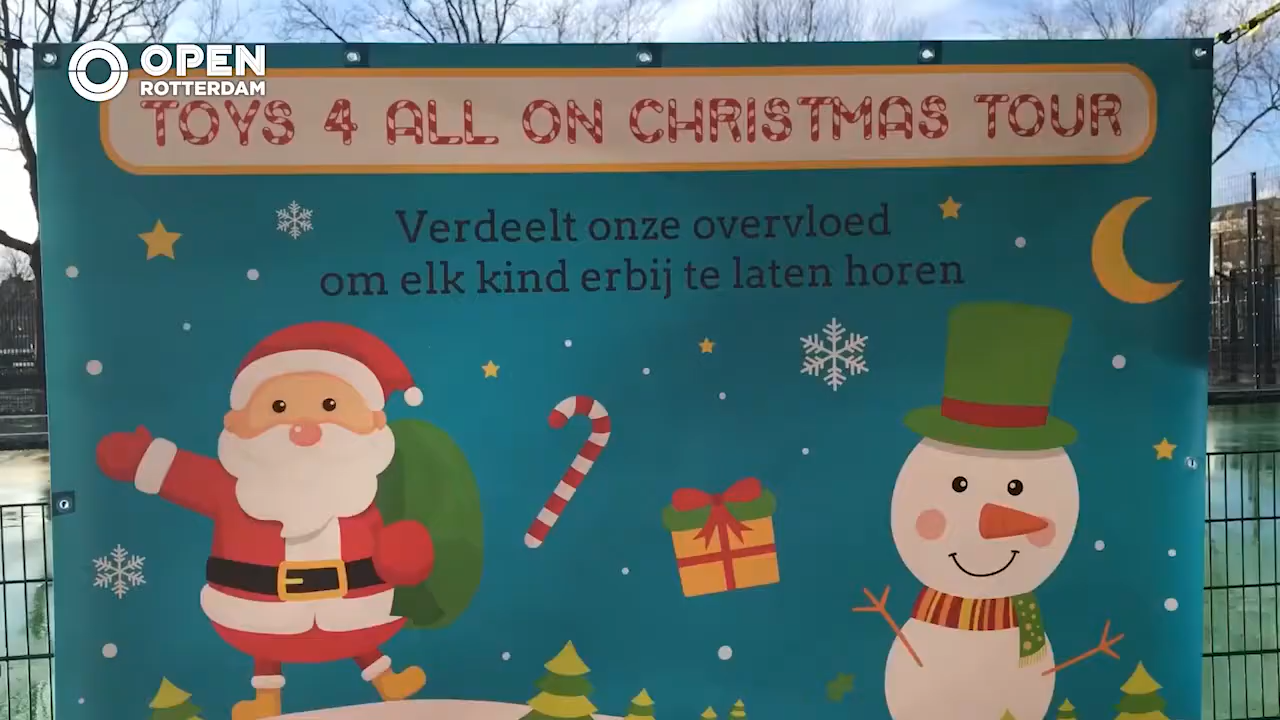 OPEN
ROTTERDAM
TOYS 4 ALL ON CHRISTMAS TOUR
Verdeelt onze overvloed
om elk kind erbij te laten horen